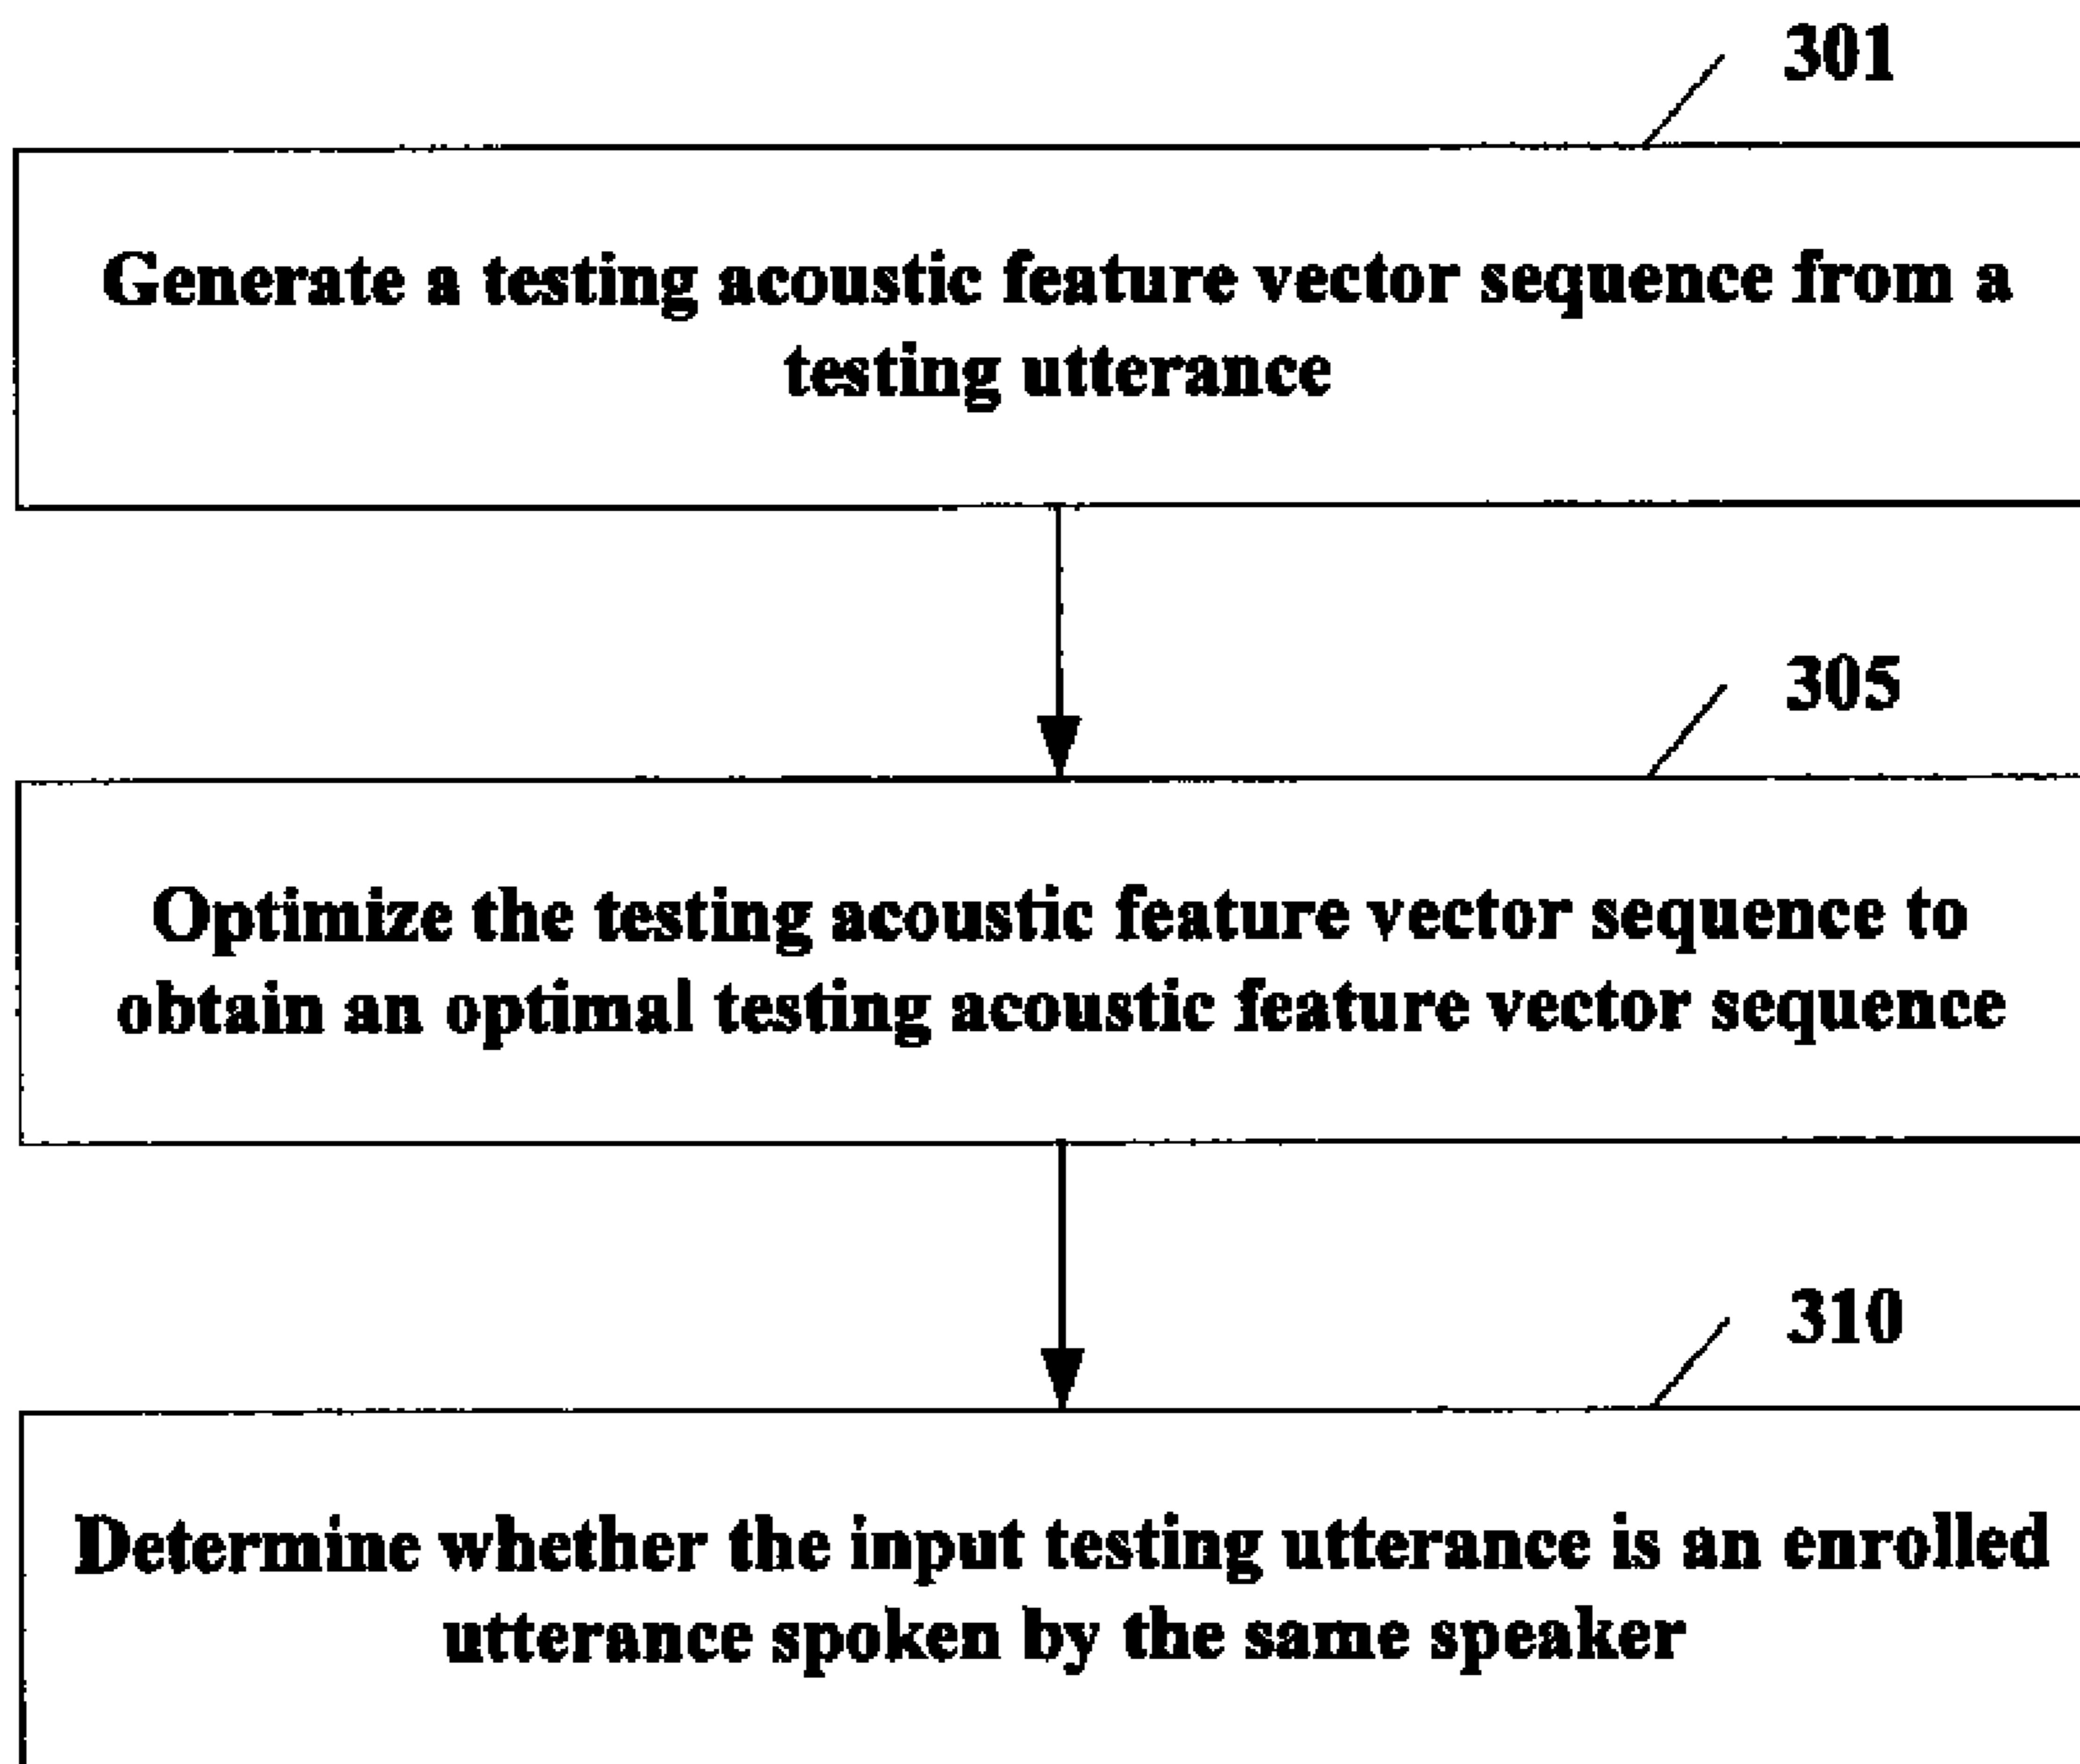 301
Generate a testing acoustic feature vector sequence from a
testing utterance
305
Optimize the testing acoustic feature vector sequence to
obtain an optimal testing acoustic feature vector sequence
310
Determine whether the input testing utterance is an enrolled
utterance spoken by the same speaker